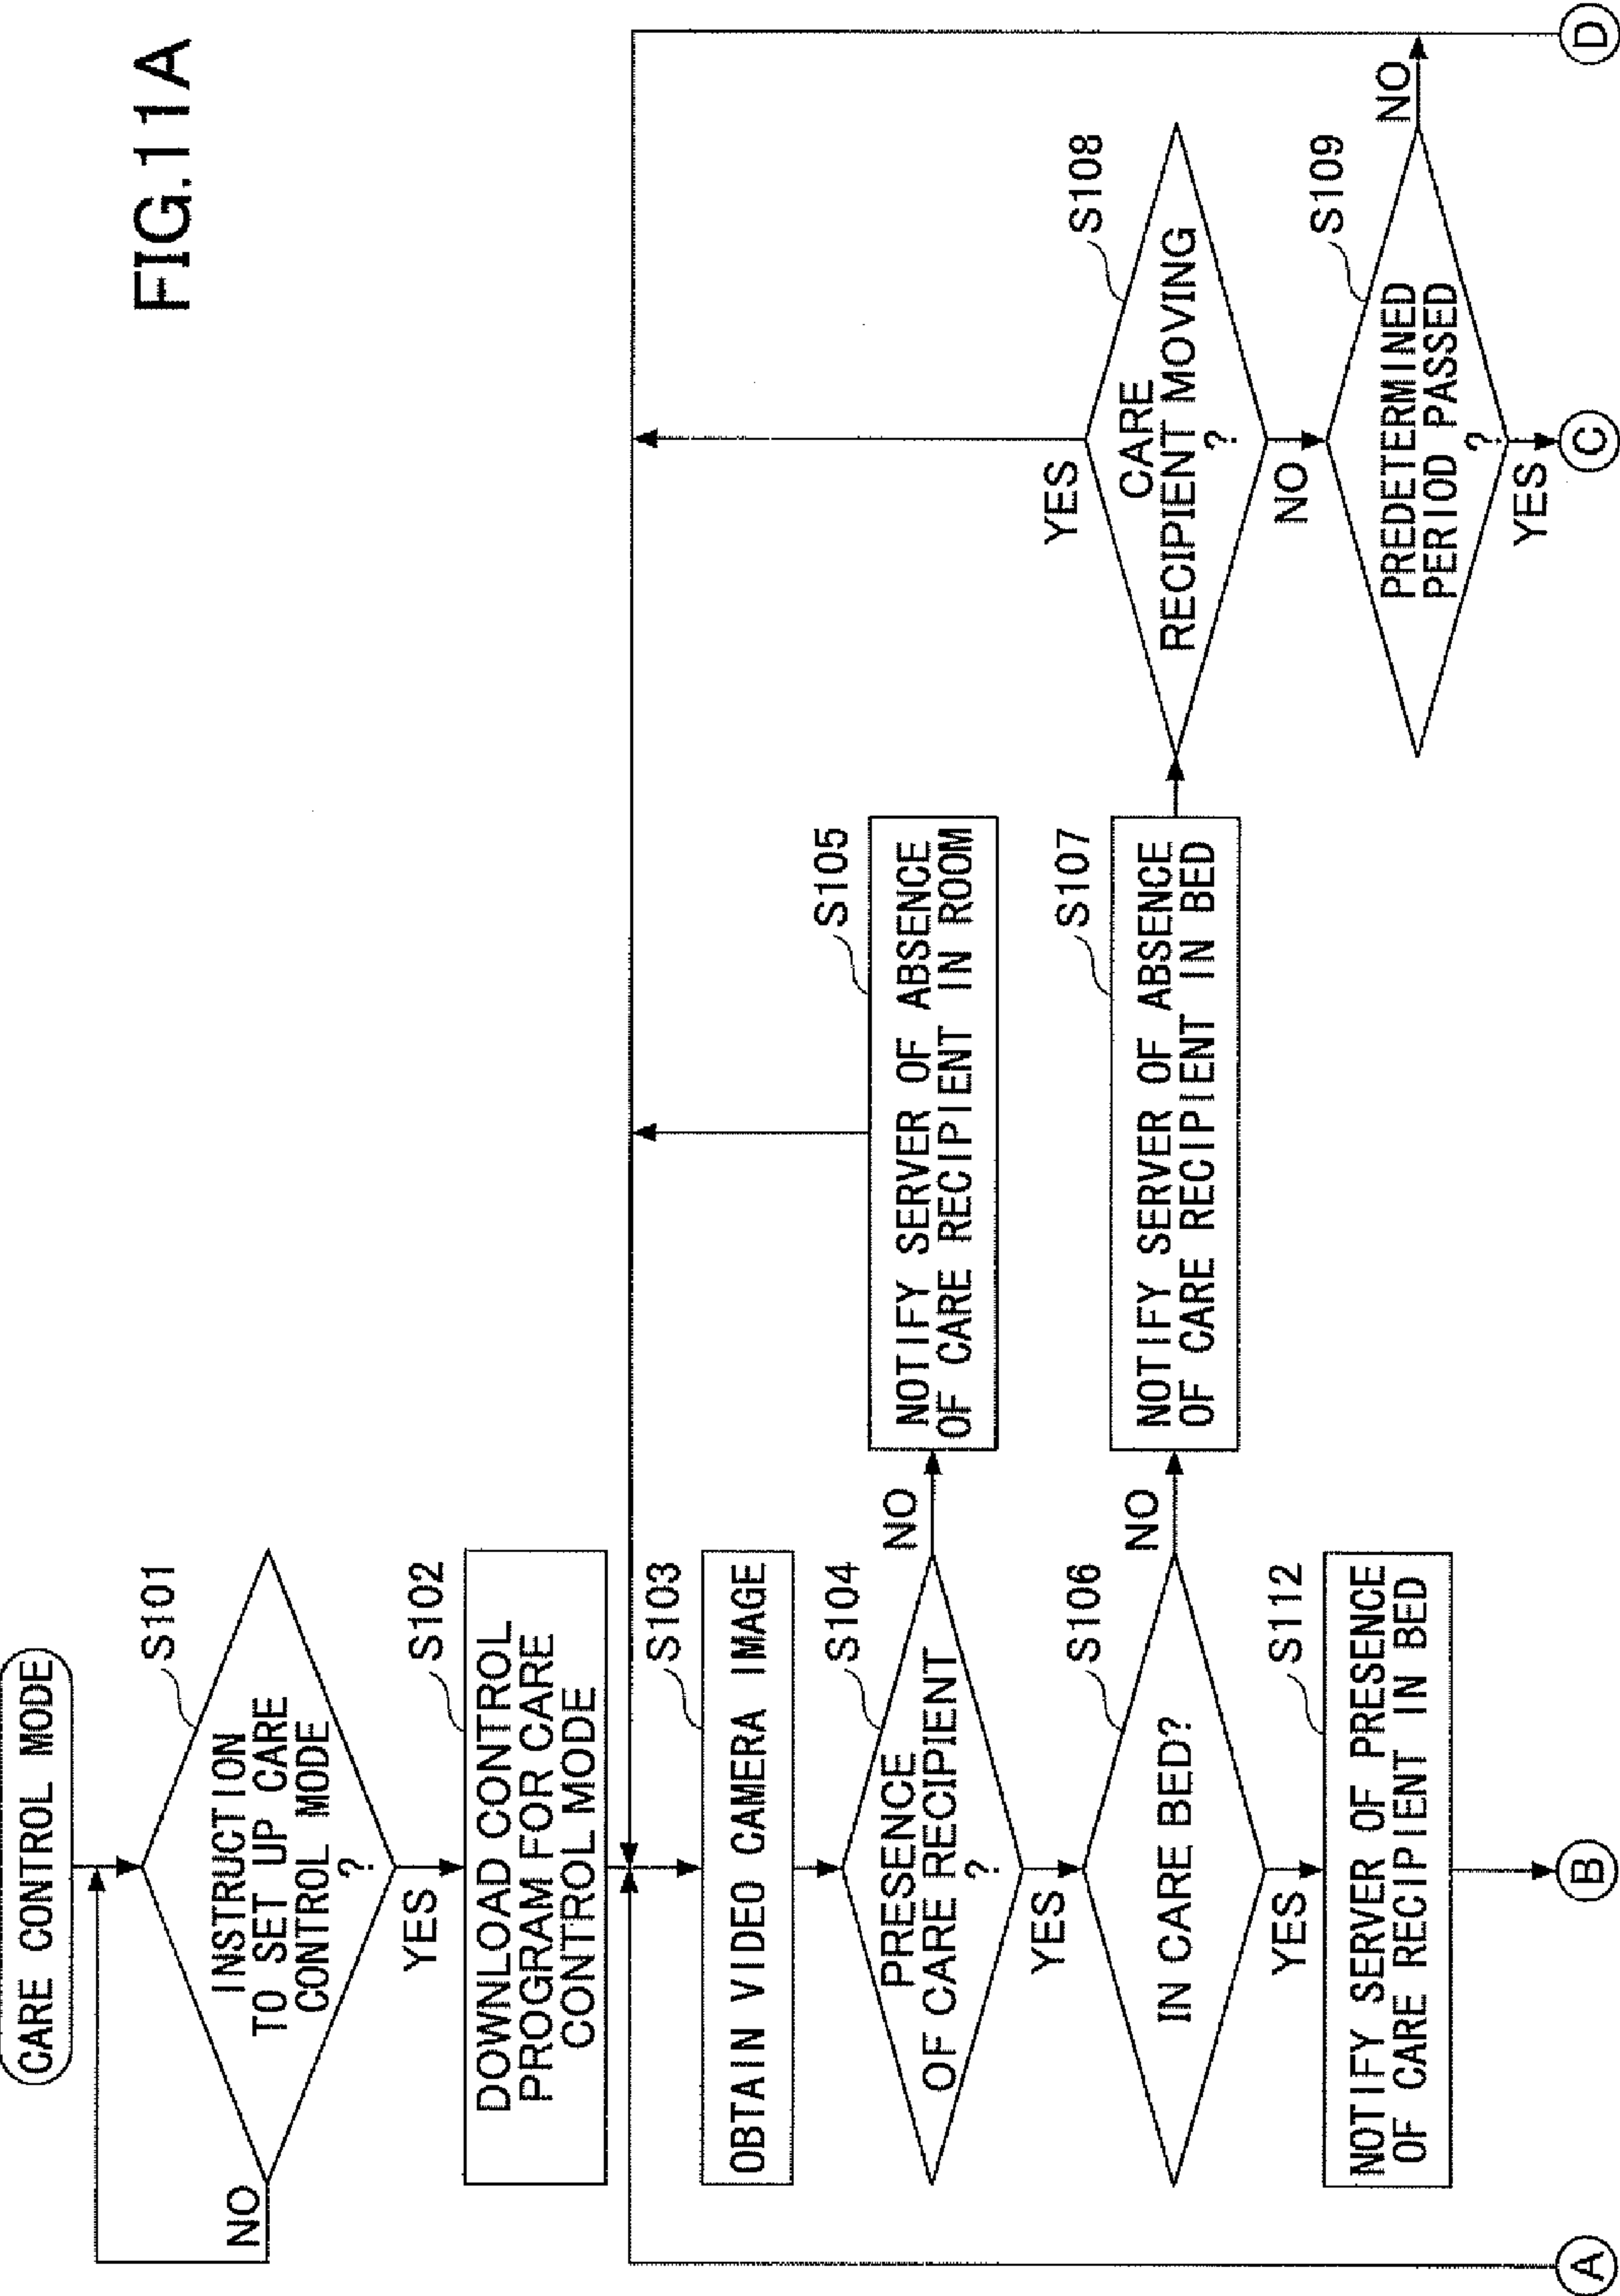 FIG.11A
CARE CONTROL MODE
S101
INSTRUCTION
TO SET UP CARE
CONTROL MODE
?
NO
YES
S102
DOWNLOAD CONTROL
PROGRAM FOR CARE
CONTROL MODE
S103
OBTAIN VIDEO CAMERA IMAGE
S104
PRESENCE
OF CARE RECIPIENT
?
NO
YES
S105
NOTIFY SERVER OF ABSENCE
OF CARE RECIPIENT IN ROOM
S106
IN CARE BED?
NO
YES
S107
NOTIFY SERVER OF ABSENCE
OF CARE RECIPIENT IN BED
S108
CARE
RECIPIENT MOVING
?
YES
NO
S112
NOTIFY SERVER OF PRESENCE
OF CARE RECIPIENT IN BED
S109
PREDETERMINED
PERIOD PASSED
?
NO
YES
A
B
C
D